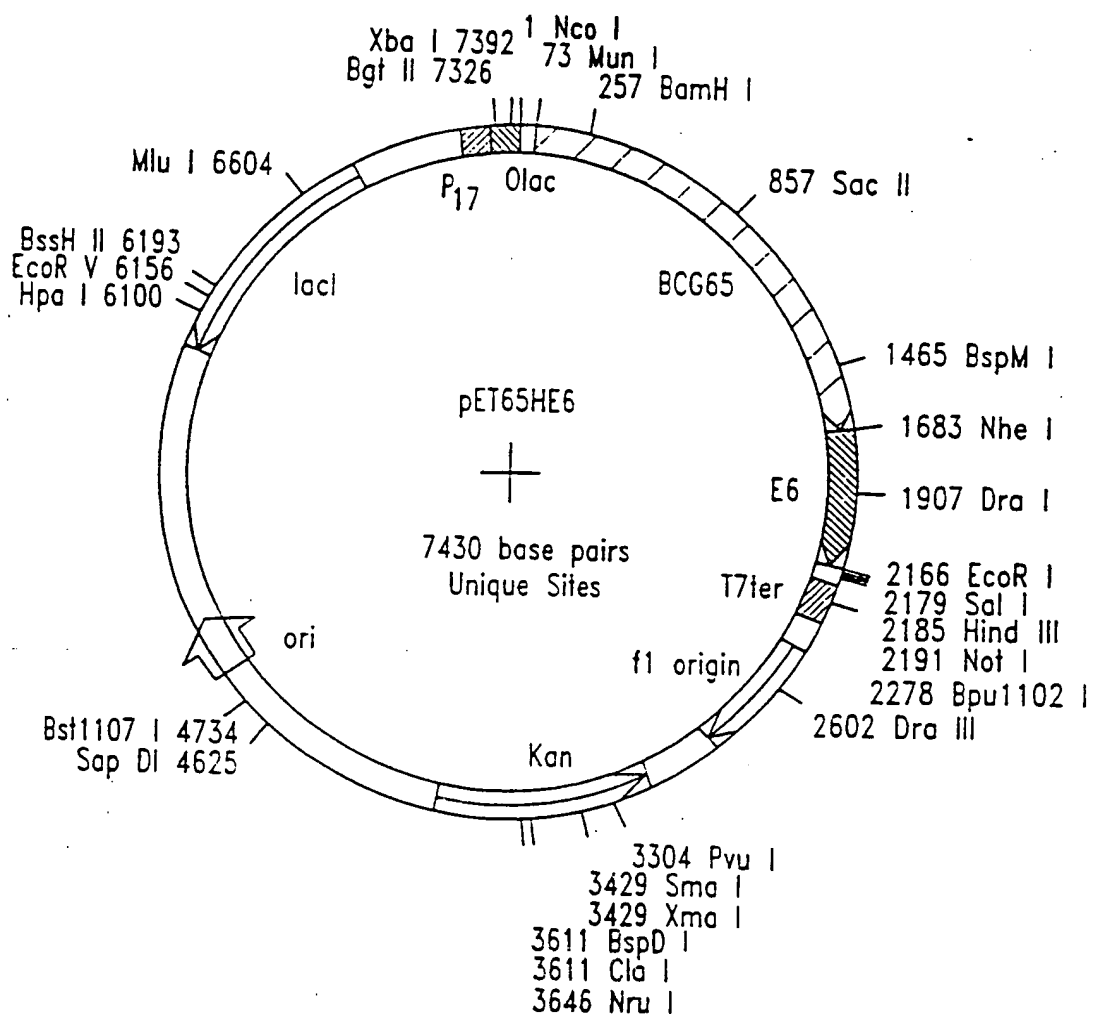 Xba I 7392
1 Nco I
Bgt II 7326
73 Mun I
257 BamH I
Mlu I 6604
P17
Olac
857 Sac II
BssH II 6193
EcoR V 6156
Hpa I 6100
lacI
BCG65
1465 BspM I
pET65HE6
1683 Nhe I
E6
1907 Dra I
7430 base pairs
Unique Sites
T7ter
2166 EcoR I
2179 Sal I
2185 Hind III
2191 Not I
2278 Bpu1102 I
2602 Dra III
ori
f1 origin
Bst1107 I 4734
Sap DI 4625
Kan
3304 Pvu I
3429 Sma I
3429 Xma I
3611 BspD I
3611 Cla I
3646 Nru I